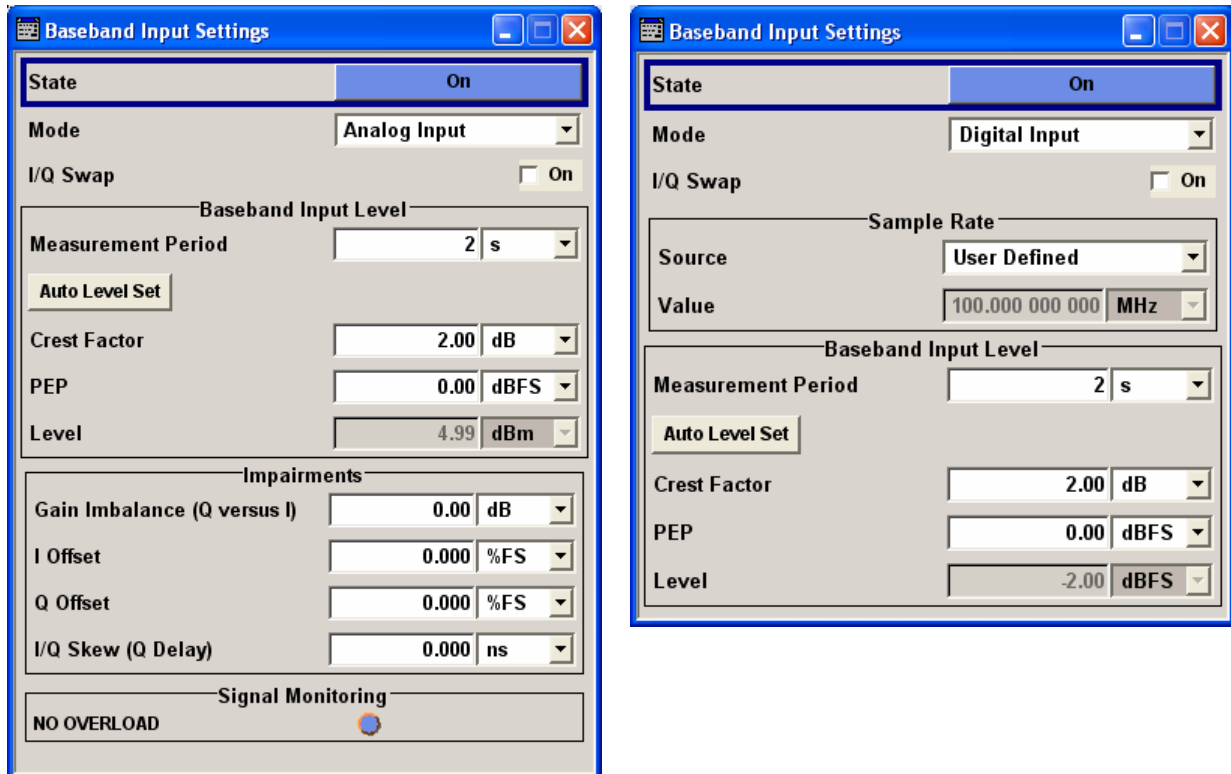 Baseband Input Settings
State On
Mode Analog Input
I/Q Swap On
Baseband Input Level
Measurement Period 2 s
Auto Level Set
Crest Factor 2.00 dB
PEP 0.00 dBFS
Level 4.99 dBm
Impairments
Gain Imbalance (Q versus I) 0.00 dB
I Offset 0.000 %FS
Q Offset 0.000 %FS
I/Q Skew (Q Delay) 0.000 ns
Signal Monitoring
NO OVERLOAD
Baseband Input Settings
State On
Mode Digital Input
I/Q Swap On
Sample Rate
Source User Defined
Value 100.000 000 000 MHz
Baseband Input Level
Measurement Period 2 s
Auto Level Set
Crest Factor 2.00 dB
PEP 0.00 dBFS
Level -2.00 dBFS